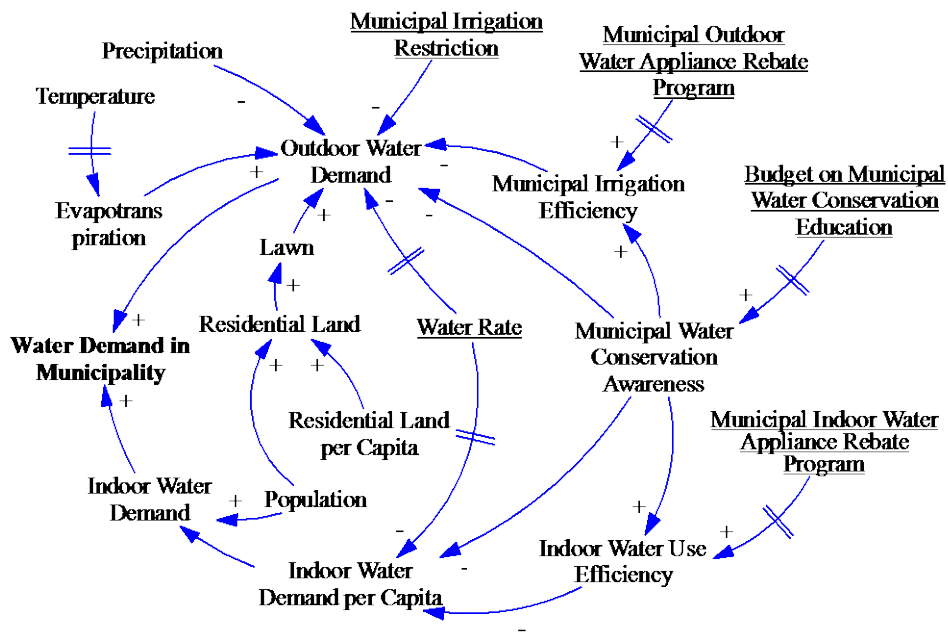 Municipal Irrigation
Restriction
Municipal Outdoor
Water Appliance Rebate
Program
Precipitation
Temperature
-
-
+
Outdoor Water
Demand
+
-
-
-
Municipal Irrigation
Efficiency
Budget on Municipal
Water Conservation
Education
Evapotrans
piration
+
Lawn
+
+
+
+
Residential Land
Water Rate
Municipal Water
Conservation
Awareness
Water Demand in
Municipality
+
+
+
Residential Land
per Capita
Municipal Indoor Water
Appliance Rebate
Program
Indoor Water
Demand
+
Population
-
+
+
Indoor Water
Demand per Capita
-
Indoor Water Use
Efficiency
-